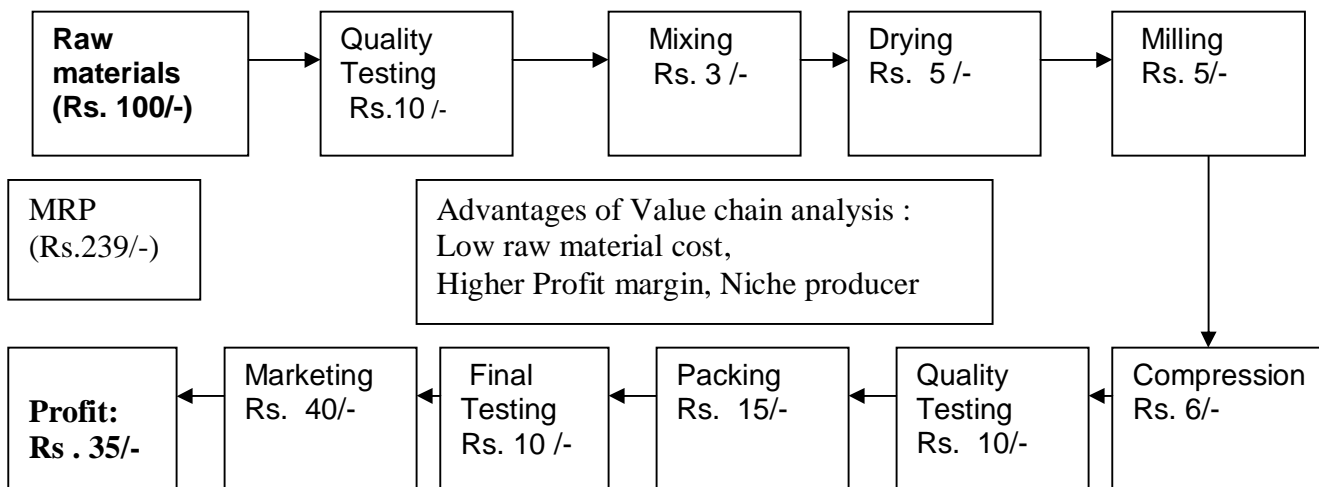 Raw
materials
(Rs. 100/-)
Quality
Testing
Rs.10 /-
Mixing
Rs. 3 /-
Drying
Rs. 5 /-
Milling
Rs. 5/-
MRP
(Rs.239/-)
Advantages of Value chain analysis :
Low raw material cost,
Higher Profit margin, Niche producer
Profit:
Rs . 35/-
Marketing
Rs. 40/-
Final
Testing
Rs. 10 /-
Packing
Rs. 15/-
Quality
Testing
Rs. 10/-
Compression
Rs. 6/-